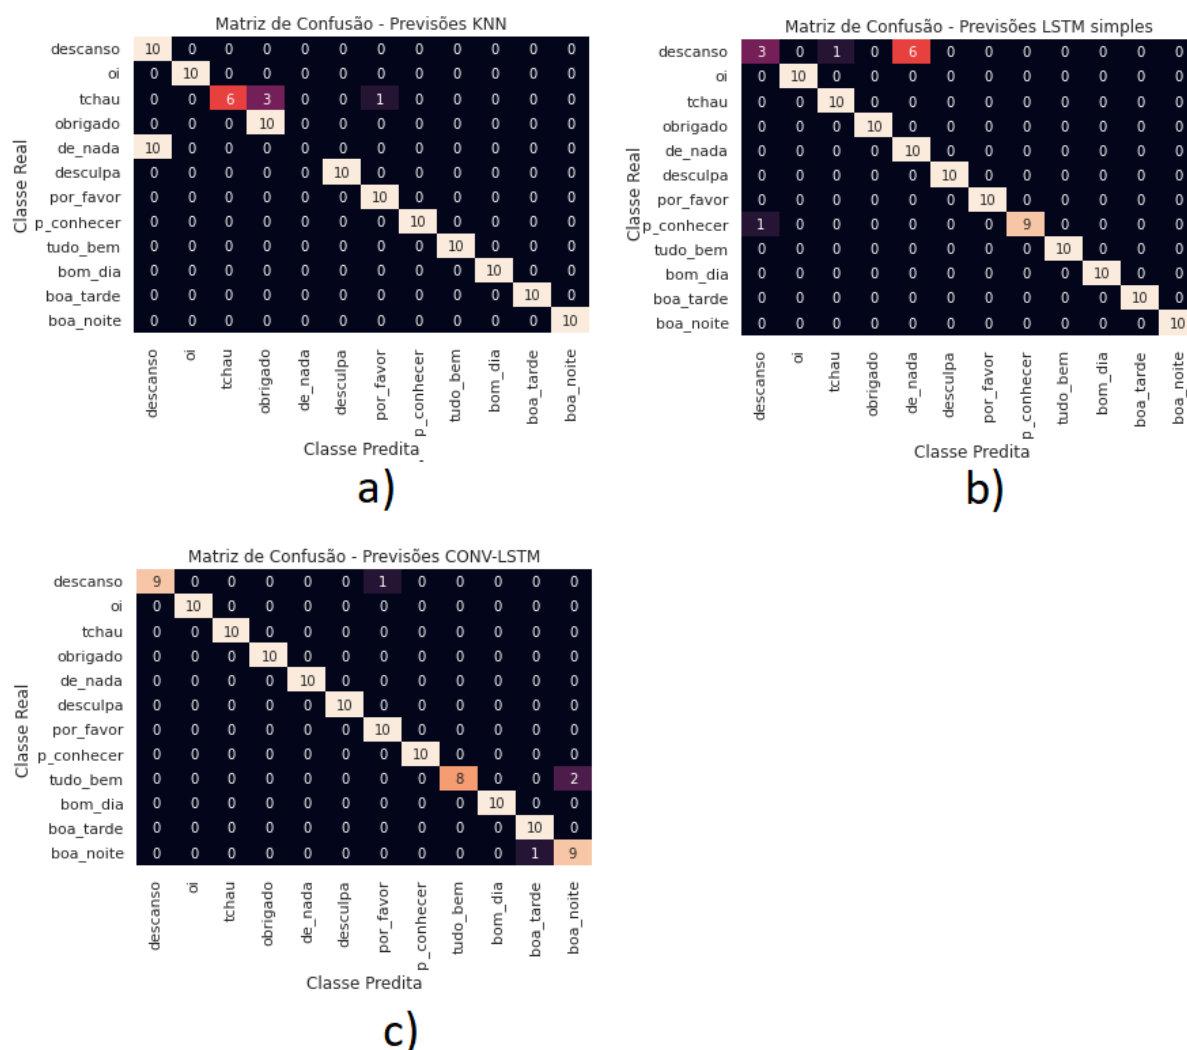 Matriz de Confusão - Previsões KNN
Classe Real
descanso 10 0 0 0 0 0 0 0 0 0 0 0
oi 0 10 0 0 0 0 0 0 0 0 0 0
tchau 0 0 6 3 0 0 1 0 0 0 0 0
obrigado 0 0 0 10 0 0 0 0 0 0 0 0
de_nada 10 0 0 0 0 0 0 0 0 0 0 0
desculpa 0 0 0 0 0 10 0 0 0 0 0 0
por_favor 0 0 0 0 0 0 10 0 0 0 0 0
p_conhecer 0 0 0 0 0 0 0 10 0 0 0 0
tudo_bem 0 0 0 0 0 0 0 0 10 0 0 0
bom_dia 0 0 0 0 0 0 0 0 0 10 0 0
boa_tarde 0 0 0 0 0 0 0 0 0 0 10 0
boa_noite 0 0 0 0 0 0 0 0 0 0 0 10
descanso oi tchau obrigado de_nada desculpa por_favor p_conhecer tudo_bem bom_dia boa_tarde boa_noite
Classe Predita
a)
Matriz de Confusão - Previsões LSTM simples
Classe Real
descanso 3 0 1 0 6 0 0 0 0 0 0 0
oi 0 10 0 0 0 0 0 0 0 0 0 0
tchau 0 0 10 0 0 0 0 0 0 0 0 0
obrigado 0 0 0 10 0 0 0 0 0 0 0 0
de_nada 0 0 0 0 10 0 0 0 0 0 0 0
desculpa 0 0 0 0 0 10 0 0 0 0 0 0
por_favor 0 0 0 0 0 0 10 0 0 0 0 0
p_conhecer 1 0 0 0 0 0 0 9 0 0 0 0
tudo_bem 0 0 0 0 0 0 0 0 10 0 0 0
bom_dia 0 0 0 0 0 0 0 0 0 10 0 0
boa_tarde 0 0 0 0 0 0 0 0 0 0 10 0
boa_noite 0 0 0 0 0 0 0 0 0 0 0 10
descanso oi tchau obrigado de_nada desculpa por_favor p_conhecer tudo_bem bom_dia boa_tarde boa_noite
Classe Predita
b)
Matriz de Confusão - Previsões CONV-LSTM
Classe Real
descanso 9 0 0 0 0 0 1 0 0 0 0 0
oi 0 10 0 0 0 0 0 0 0 0 0 0
tchau 0 0 10 0 0 0 0 0 0 0 0 0
obrigado 0 0 0 10 0 0 0 0 0 0 0 0
de_nada 0 0 0 0 10 0 0 0 0 0 0 0
desculpa 0 0 0 0 0 10 0 0 0 0 0 0
por_favor 0 0 0 0 0 0 10 0 0 0 0 0
p_conhecer 0 0 0 0 0 0 0 10 0 0 0 0
tudo_bem 0 0 0 0 0 0 0 0 8 0 0 2
bom_dia 0 0 0 0 0 0 0 0 0 10 0 0
boa_tarde 0 0 0 0 0 0 0 0 0 0 10 0
boa_noite 0 0 0 0 0 0 0 0 0 0 1 9
descanso oi tchau obrigado de_nada desculpa por_favor p_conhecer tudo_bem bom_dia boa_tarde boa_noite
Classe Predita
c)